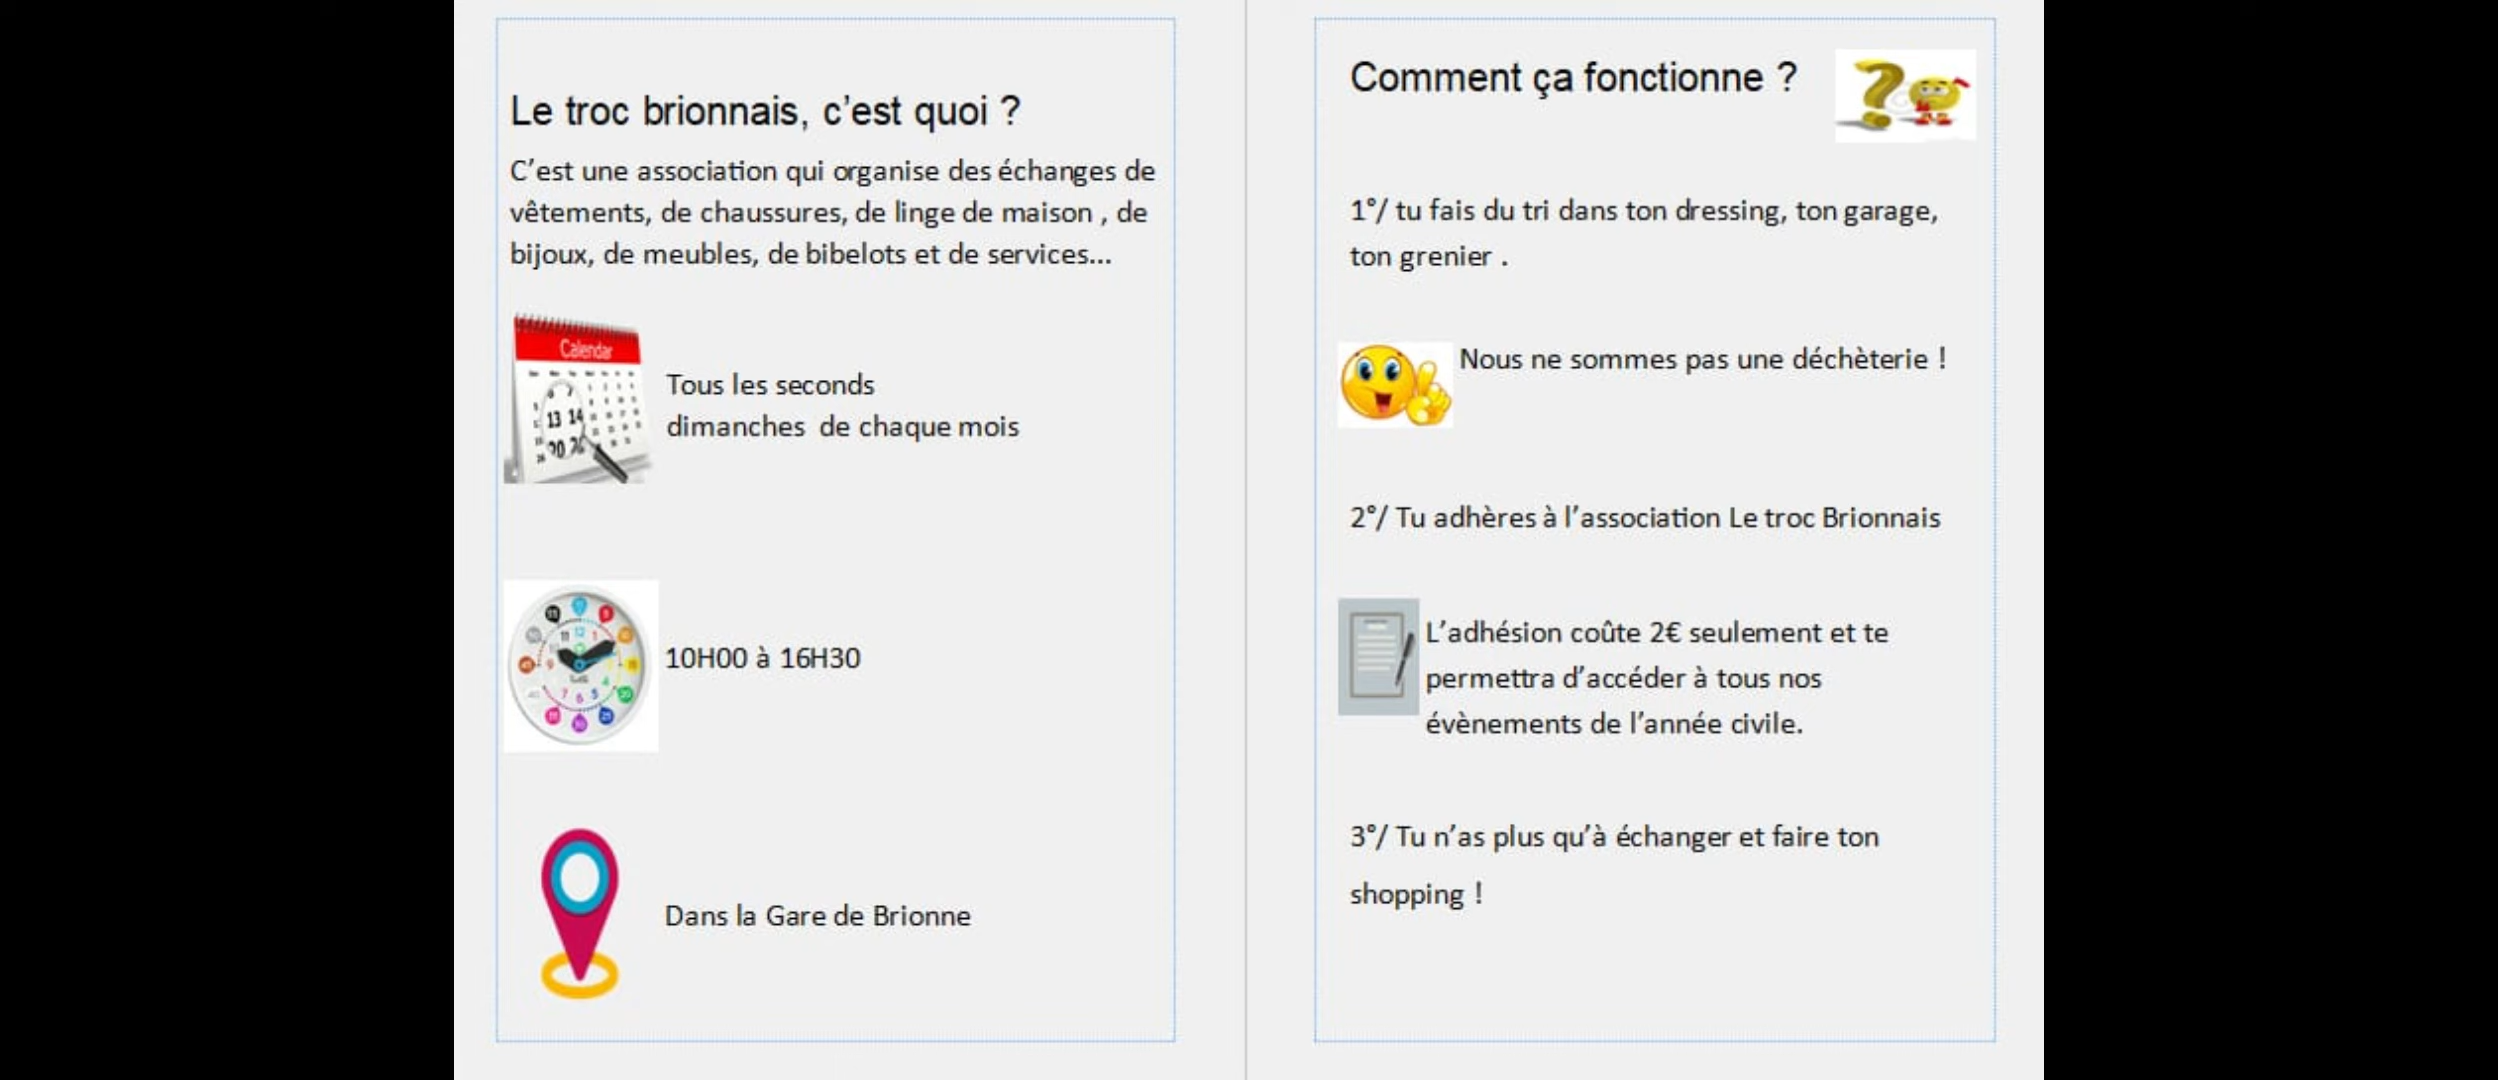 Le troc brionnais, c’est quoi ?
C’est une association qui organise des échanges de
vêtements, de chaussures, de linge de maison , de
bijoux, de meubles, de bibelots et de services...
Calendar
13 14
Tous les seconds
dimanches de chaque mois
10H00 à 16H30
Dans la Gare de Brionne
Comment ça fonctionne ?
1°/ tu fais du tri dans ton dressing, ton garage,
ton grenier .
Nous ne sommes pas une déchèterie !
2°/ Tu adhères à l’association Le troc Brionnais
L’adhésion coûte 2€ seulement et te
permettra d’accéder à tous nos
évènements de l’année civile.
3°/ Tu n’as plus qu’à échanger et faire ton
shopping !